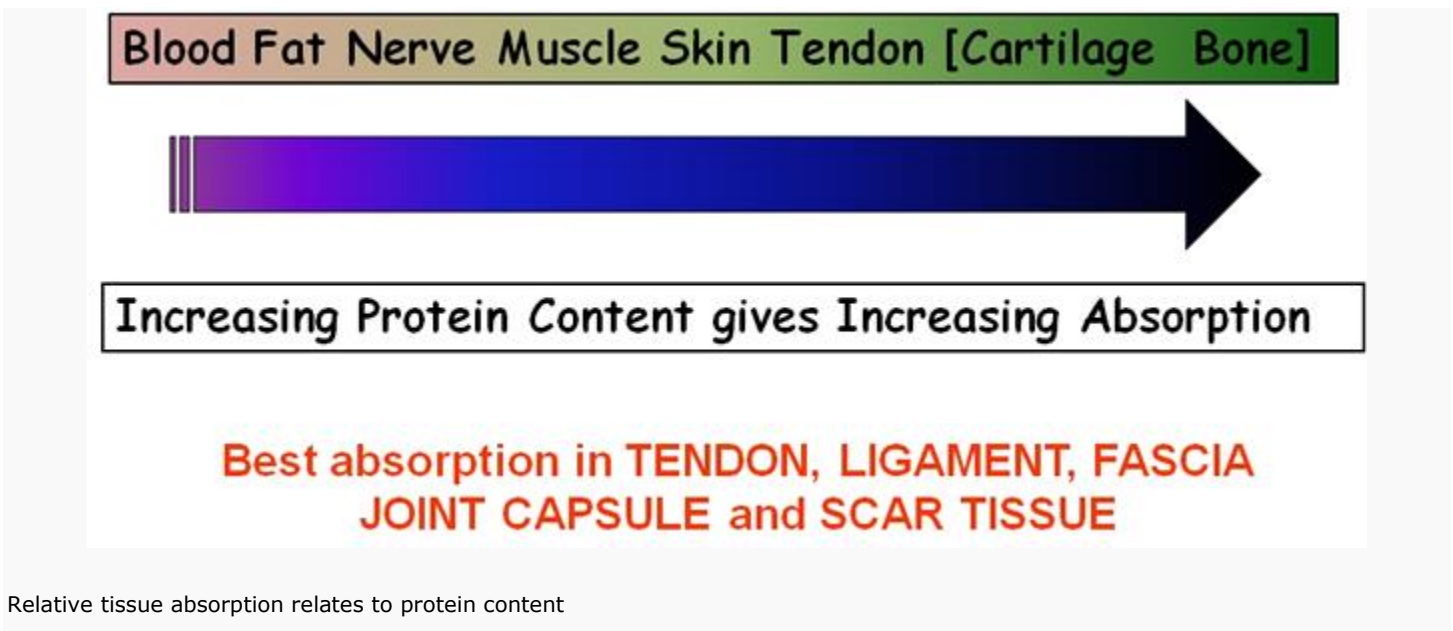 Blood Fat Nerve Muscle Skin Tendon [Cartilage Bone]
Increasing Protein Content gives Increasing Absorption
Best absorption in TENDON, LIGAMENT, FASCIA
JOINT CAPSULE and SCAR TISSUE
Relative tissue absorption relates to protein content